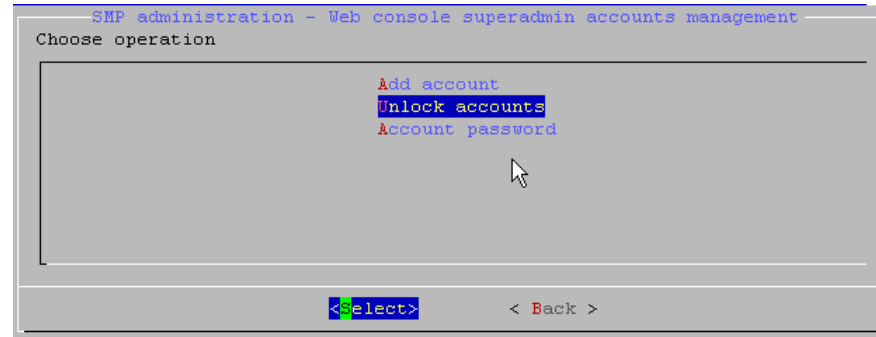 SMP administration - Web console superadmin accounts management
Choose operation
Add account
Unlock accounts
Account password
<Select> < Back >